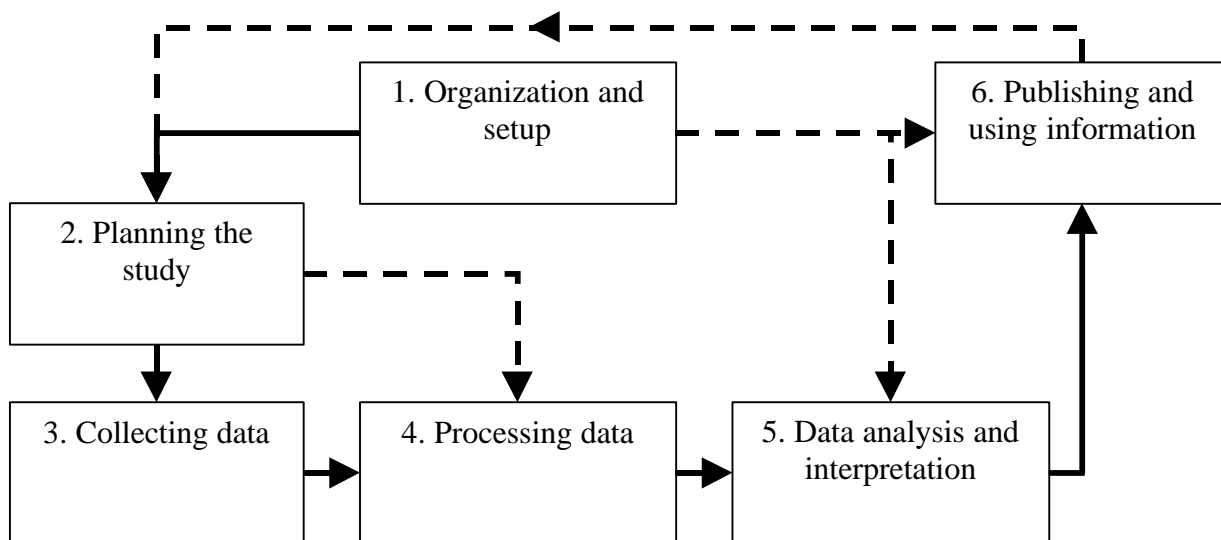 1. Organization and
setup
6. Publishing and
using information
2. Planning the
study
3. Collecting data
4. Processing data
5. Data analysis and
interpretation